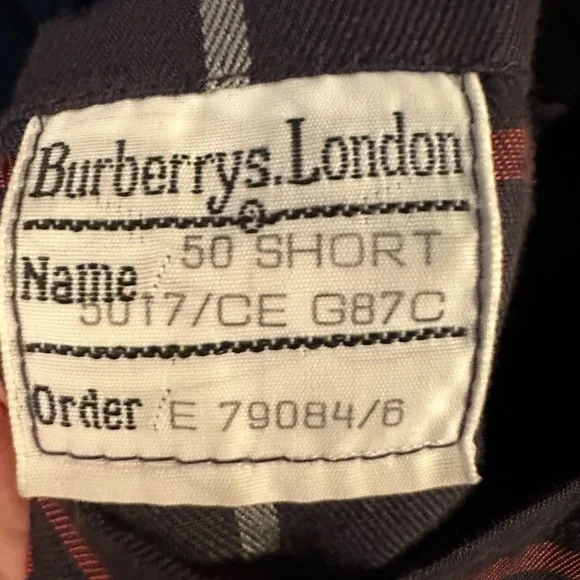 Burberrys.London
50 SHORT
Name
5017/CE G87C
Order E 79084/6